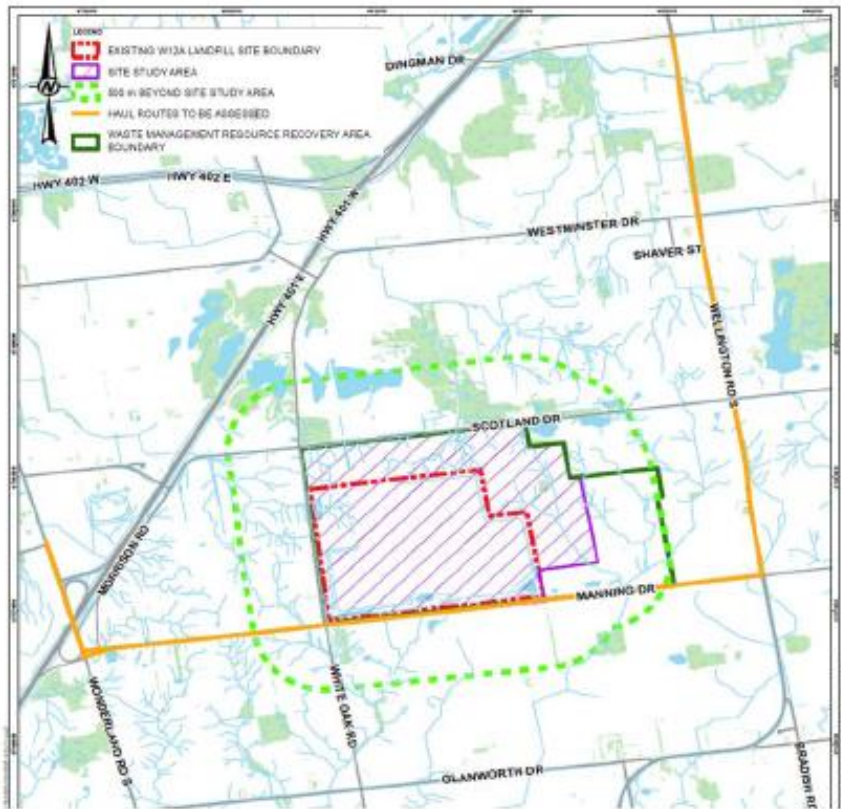 LEGEND
EXISTING W12A LANDFILL SITE BOUNDARY
SITE STUDY AREA
500 m BEYOND SITE STUDY AREA
HAUL ROUTES TO BE ASSESSED
WASTE MANAGEMENT RESOURCE RECOVERY AREA
BOUNDARY
N
DINGMAN DR
HWY 402 W
HWY 402 E
HWY 401 W
WESTMINSTER DR
SHAVER ST
HWY 401 E
WELLINGTON RD S
SCOTLAND DR
MORRISON RD
MANNING DR
WHITE OAK RD
WONDERLAND RD S
GLANWORTH DR
BRADISH RD